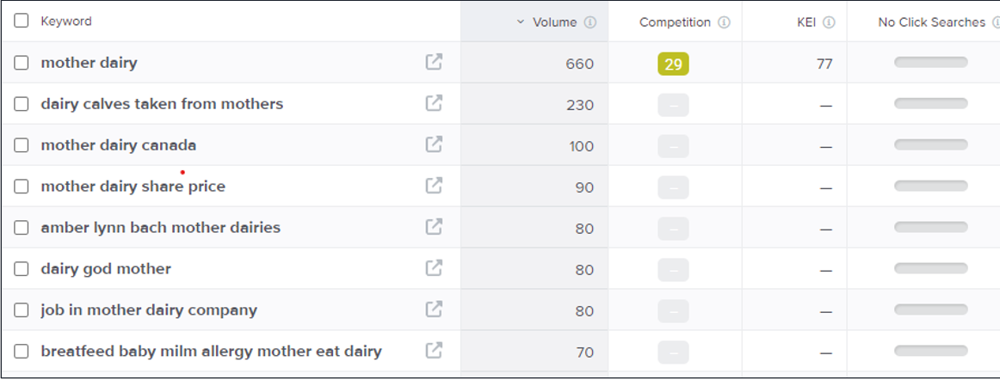 Keyword Volume Competition KEI No Click Searches
mother dairy 660 29 77
dairy calves taken from mothers 230 – —
mother dairy canada 100 – —
mother dairy share price 90 – —
amber lynn bach mother dairies 80 – —
dairy god mother 80 – —
job in mother dairy company 80 – —
breatfeed baby milm allergy mother eat dairy 70 – —